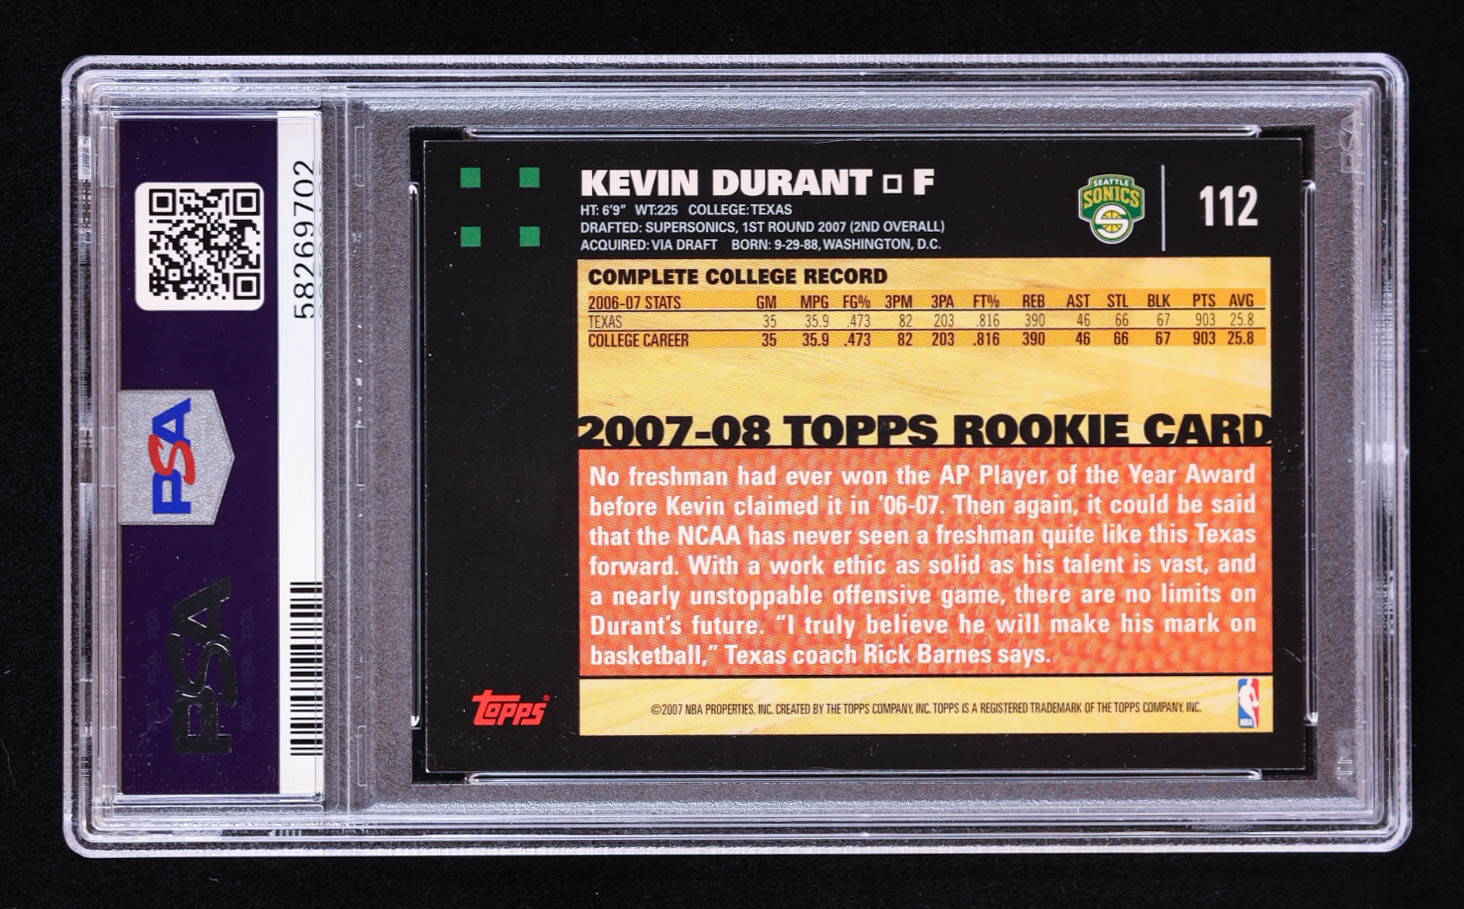 58269702
PSA
PSA
KEVIN DURANT □ F
HT: 6'9" WT:225 COLLEGE: TEXAS
DRAFTED: SUPERSONICS, 1ST ROUND 2007 (2ND OVERALL)
ACQUIRED: VIA DRAFT BORN: 9-29-88, WASHINGTON, D.C.
SEATTLE
SONICS
112
COMPLETE COLLEGE RECORD
2006-07 STATS GM MPG FG% 3PM 3PA FT% REB AST STL BLK PTS AVG
TEXAS 35 35.9 .473 82 203 .816 390 46 66 67 903 25.8
COLLEGE CAREER 35 35.9 .473 82 203 .816 390 46 66 67 903 25.8
2007-08 TOPPS ROOKIE CARD
No freshman had ever won the AP Player of the Year Award
before Kevin claimed it in '06-07. Then again, it could be said
that the NCAA has never seen a freshman quite like this Texas
forward. With a work ethic as solid as his talent is vast, and
a nearly unstoppable offensive game, there are no limits on
Durant's future. "I truly believe he will make his mark on
basketball," Texas coach Rick Barnes says.
Topps®
©2007 NBA PROPERTIES, INC. CREATED BY THE TOPPS COMPANY, INC. TOPPS IS A REGISTERED TRADEMARK OF THE TOPPS COMPANY, INC.
NBA